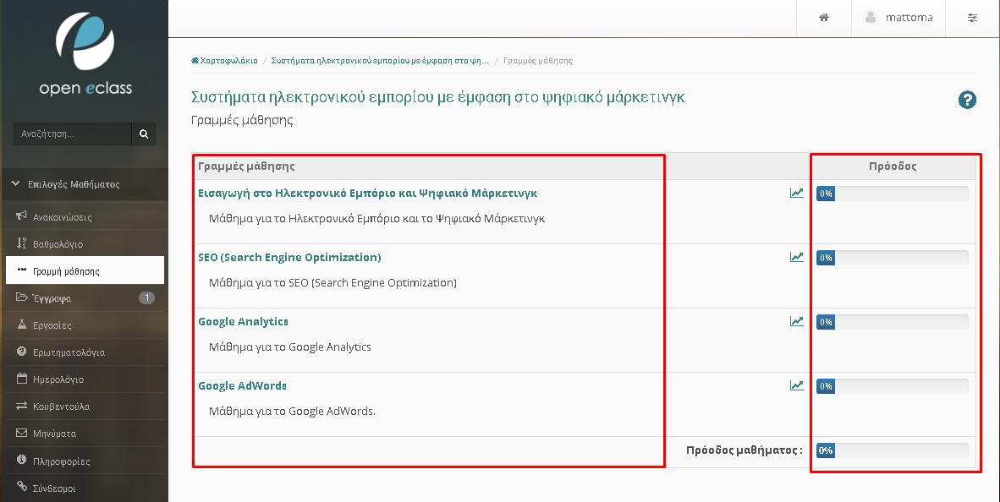 open eclass
Αναζήτηση...
Επιλογές Μαθήματος
Ανακοινώσεις
Βαθμολόγιο
Γραμμή μάθησης
Έγγραφα 1
Εργασίες
Ερωτηματολόγια
Ημερολόγιο
Κουβεντούλα
Μηνύματα
Πληροφορίες
Σύνδεσμοι
mattoma
Χαρτοφυλάκιο / Συστήματα ηλεκτρονικού εμπορίου με έμφαση στο ψη... / Γραμμές μάθησης
Συστήματα ηλεκτρονικού εμπορίου με έμφαση στο ψηφιακό μάρκετινγκ
Γραμμές μάθησης
Γραμμές μάθησης Πρόοδος
Εισαγωγή στο Ηλεκτρονικό Εμπόριο και Ψηφιακό Μάρκετινγκ 0%
Μάθημα για το Ηλεκτρονικό Εμπόριο και το Ψηφιακό Μάρκετινγκ
SEO (Search Engine Optimization) 0%
Μάθημα για το SEO (Search Engine Optimization)
Google Analytics 0%
Μάθημα για το Google Analytics
Google AdWords 0%
Μάθημα για το Google AdWords.
Πρόοδος μαθήματος : 0%